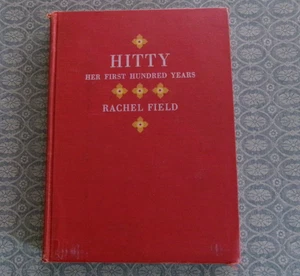 HITTY
HER FIRST HUNDRED YEARS
RACHEL FIELD